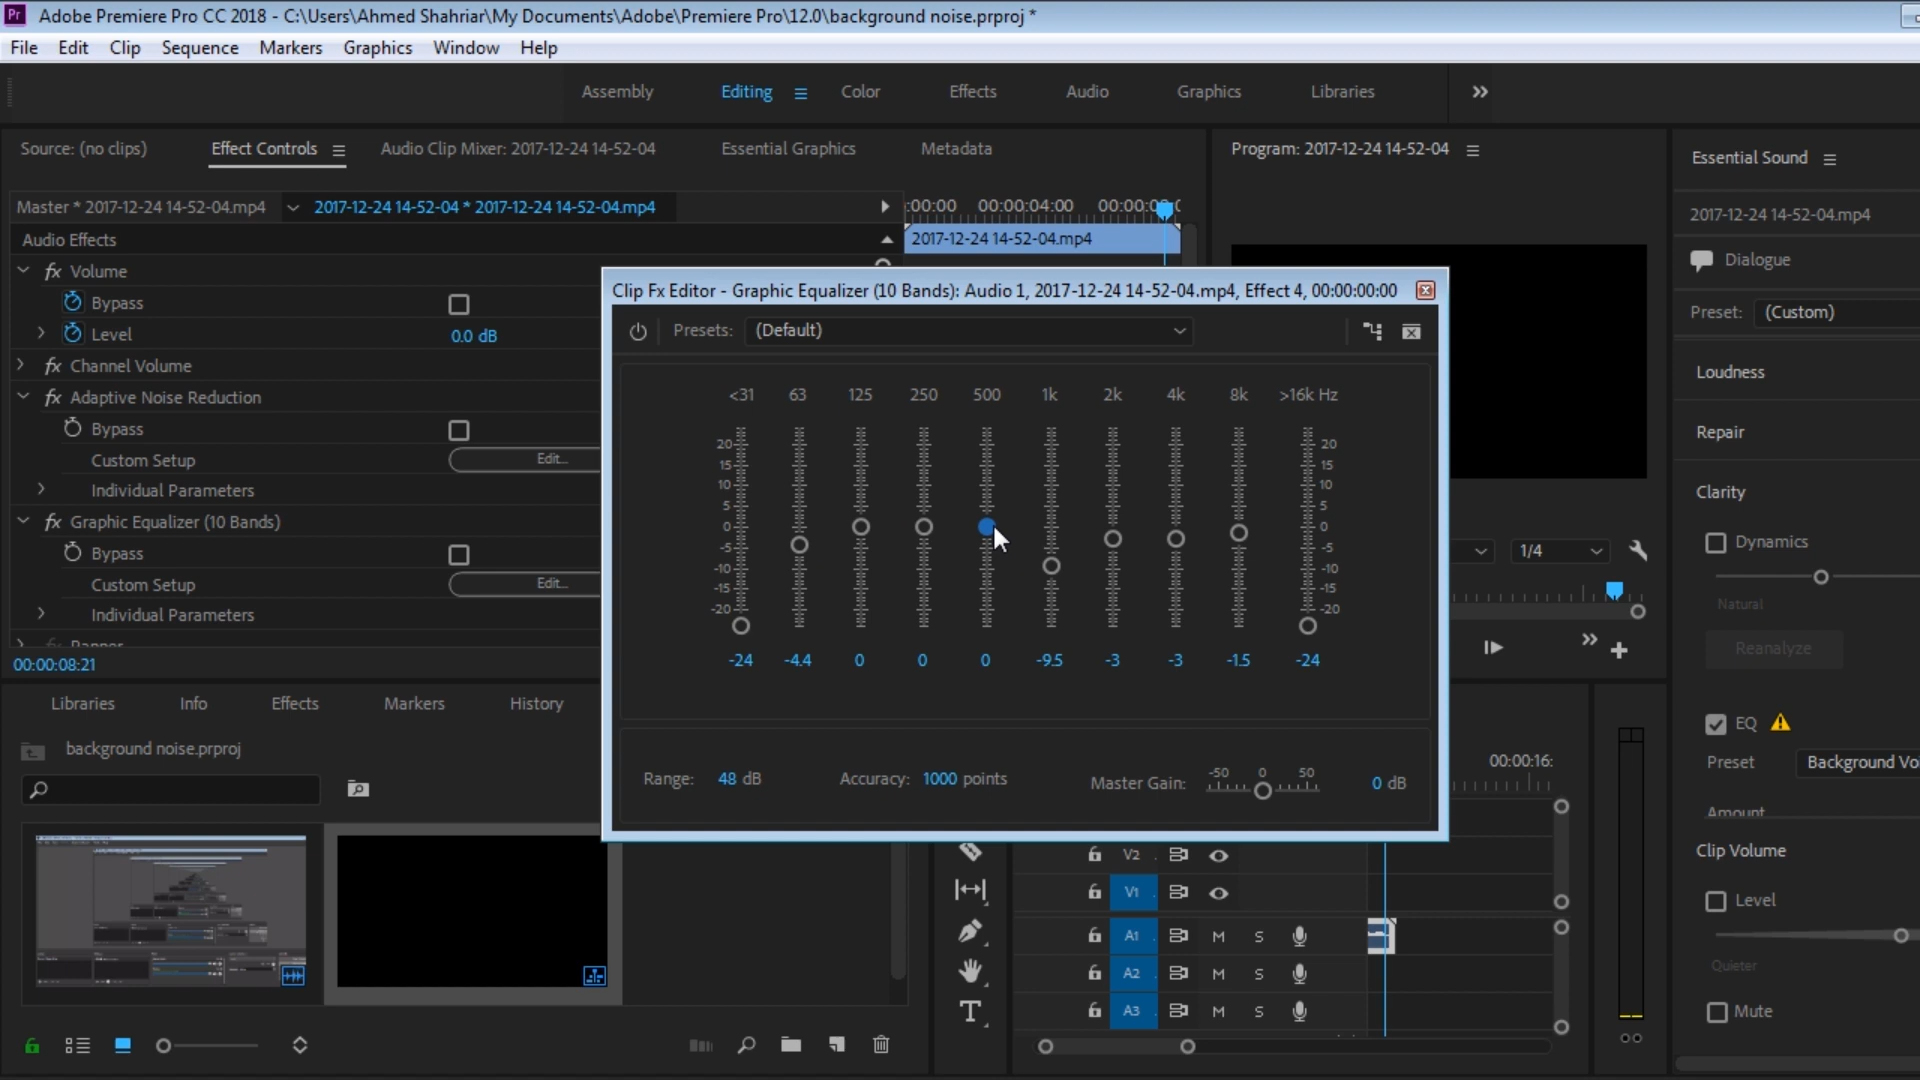 Pr Adobe Premiere Pro CC 2018 - C:\Users\Ahmed Shahriar\My Documents\Adobe\Premiere Pro\12.0\background noise.prproj *
File Edit Clip Sequence Markers Graphics Window Help
Assembly Editing Color Effects Audio Graphics Libraries
Source: (no clips) Effect Controls Audio Clip Mixer: 2017-12-24 14-52-04 Essential Graphics Metadata
Program: 2017-12-24 14-52-04
Essential Sound
Master * 2017-12-24 14-52-04.mp4 2017-12-24 14-52-04 * 2017-12-24 14-52-04.mp4
:00:00 00:00:04:00
2017-12-24 14-52-04.mp4
2017-12-24 14-52-04.mp4
Audio Effects
fx Volume
Bypass
Level 0.0 dB
fx Channel Volume
fx Adaptive Noise Reduction
Bypass
Custom Setup Edit...
Individual Parameters
fx Graphic Equalizer (10 Bands)
Bypass
Custom Setup Edit...
Individual Parameters
00:00:08:21
Clip Fx Editor - Graphic Equalizer (10 Bands): Audio 1, 2017-12-24 14-52-04.mp4, Effect 4, 00:00:00:00
Presets: (Default)
<31 63 125 250 500 1k 2k 4k 8k >16k Hz
20 20
15 15
10 10
5 5
0 0
-5 -5
-10 -10
-15 -15
-20 -20
-24 -4.4 0 0 0 -9.5 -3 -3 -1.5 -24
Range: 48 dB Accuracy: 1000 points Master Gain: -50 0 50 0 dB
Dialogue
Preset: (Custom)
Loudness
Repair
Clarity
Dynamics
Natural
Reanalyze
1/4
EQ
Preset Background Vo
Amount
Clip Volume
Level
Quieter
Mute
Libraries Info Effects Markers History
background noise.prproj
00:00:16:
V2
V1
A1 M S
A2 M S
A3 M S
T